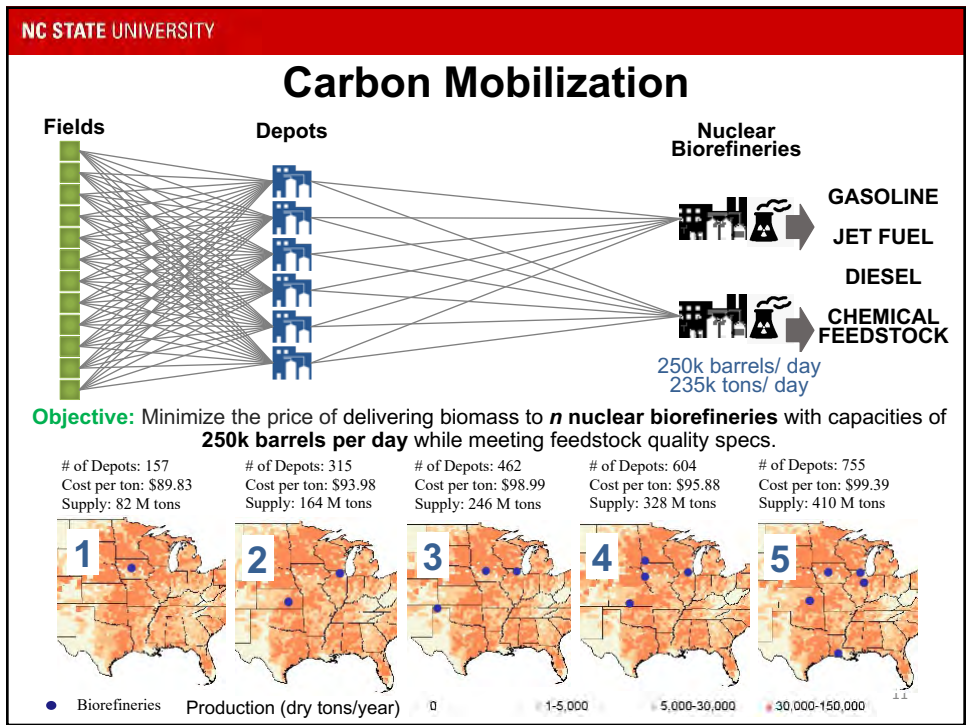 NC STATE UNIVERSITY
Carbon Mobilization
Fields
Depots
Nuclear
Biorefineries
GASOLINE
JET FUEL
DIESEL
CHEMICAL
FEEDSTOCK
250k barrels/ day
235k tons/ day
Objective: Minimize the price of delivering biomass to n nuclear biorefineries with capacities of
250k barrels per day while meeting feedstock quality specs.
# of Depots: 157
Cost per ton: $89.83
Supply: 82 M tons
# of Depots: 315
Cost per ton: $93.98
Supply: 164 M tons
# of Depots: 462
Cost per ton: $98.99
Supply: 246 M tons
# of Depots: 604
Cost per ton: $95.88
Supply: 328 M tons
# of Depots: 755
Cost per ton: $99.39
Supply: 410 M tons
1
2
3
4
5
11
Biorefineries Production (dry tons/year) 0 1-5,000 5,000-30,000 30,000-150,000